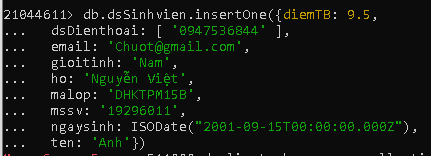 21044611> db.dsSinhvien.insertOne({diemTB: 9.5,
... dsDienthoai: [ '0947536844' ],
... email: 'Chuot@gmail.com',
... gioitinh: 'Nam',
... ho: 'Nguyễn Việt',
... malop: 'DHKTPM15B',
... mssv: '19296011',
... ngaysinh: ISODate("2001-09-15T00:00:00.000Z"),
... ten: 'Anh'})